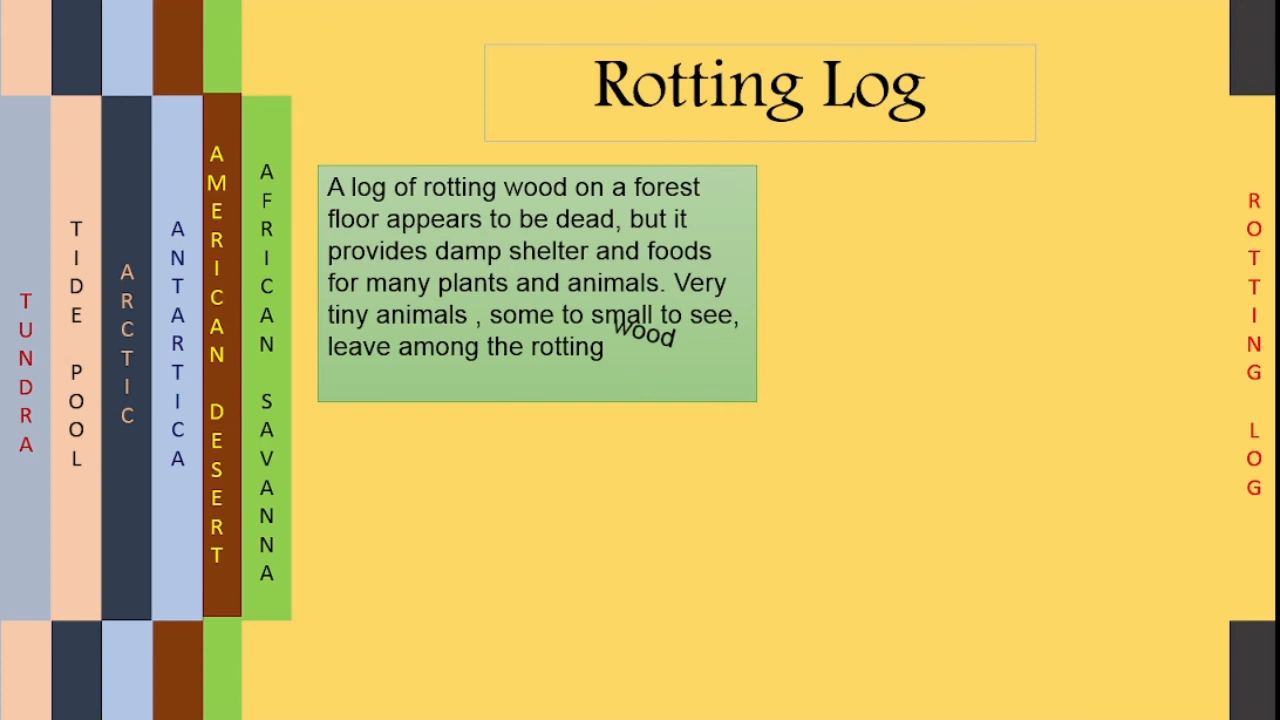 Rotting Log
A log of rotting wood on a forest
floor appears to be dead, but it
provides damp shelter and foods
for many plants and animals. Very
tiny animals , some to small to see,
leave among the rotting wood
TUNDRA
TIDE POOL
ARCTIC
ANTARTICA
AMERICAN DESERT
AFRICAN SAVANNA
ROTTING LOG